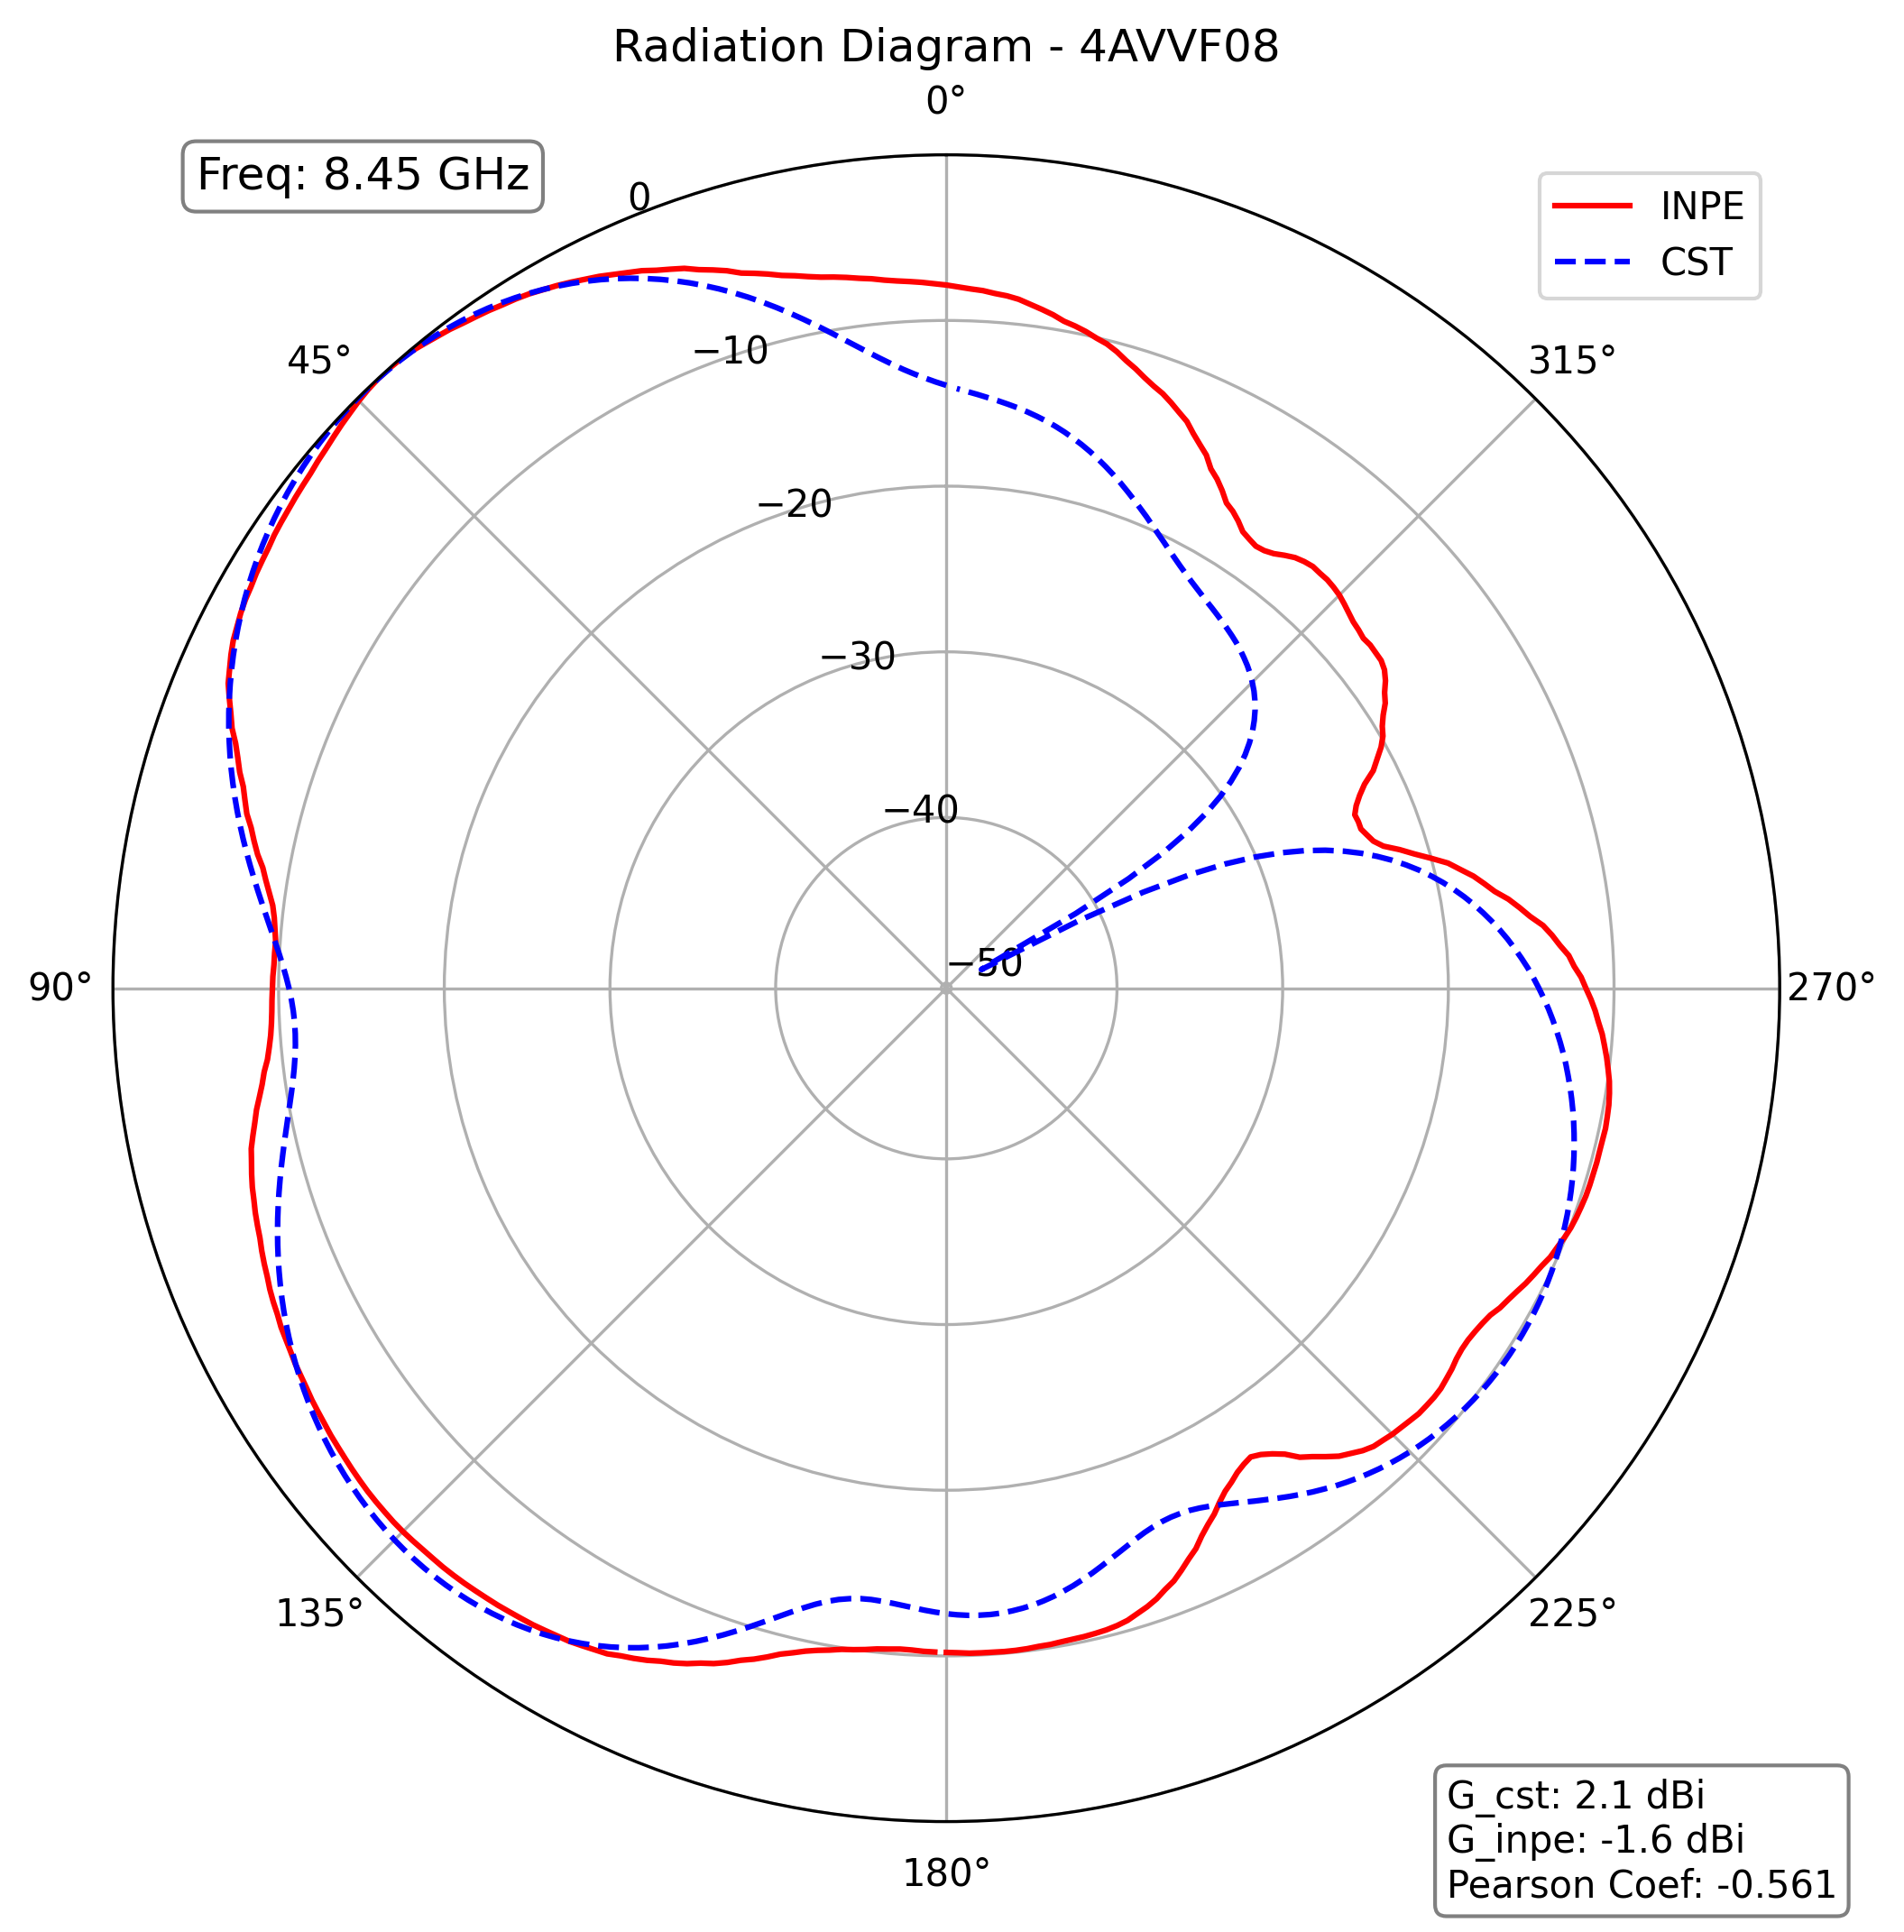 Radiation Diagram - 4AVVF08
0°
Freq: 8.45 GHz
0
INPE
CST
45°
315°
−10
−20
−30
−40
−50
90°
270°
135°
225°
180°
G_cst: 2.1 dBi
G_inpe: -1.6 dBi
Pearson Coef: -0.561